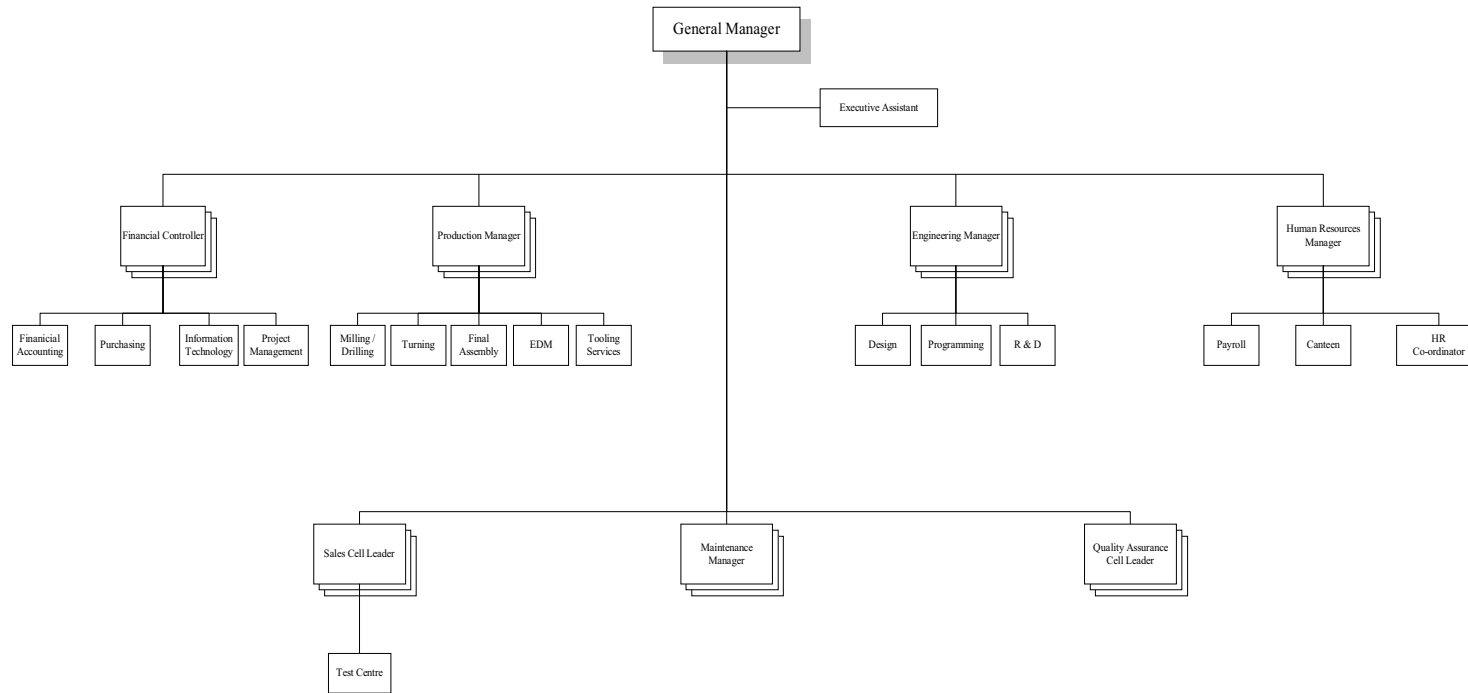 General Manager
Executive Assistant
Financial Controller
Production Manager
Engineering Manager
Human Resources
Manager
Finanicial
Accounting
Purchasing
Information
Technology
Project
Management
Milling /
Drilling
Turning
Final
Assembly
EDM
Tooling
Services
Design
Programming
R & D
Payroll
Canteen
HR
Co-ordinator
Sales Cell Leader
Maintenance
Manager
Quality Assurance
Cell Leader
Test Centre